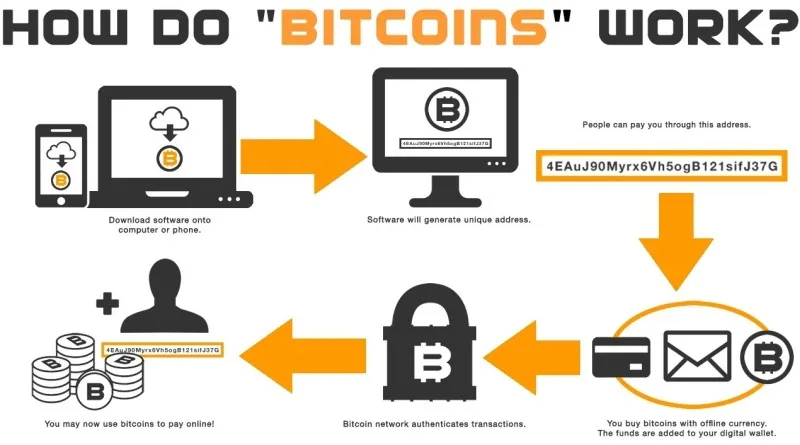 HOW DO "BITCOINS" WORK?
Download software onto
computer or phone.
4EAuJ90Myrx6Vh5ogB121sifJ37G
Software will generate unique address.
People can pay you through this address.
4EAuJ90Myrx6Vh5ogB121sifJ37G
You buy bitcoins with offline currency.
The funds are added to your digital wallet.
Bitcoin network authenticates transactions.
4EAuJ90Myrx6Vh5ogB121sifJ37G
You may now use bitcoins to pay online!